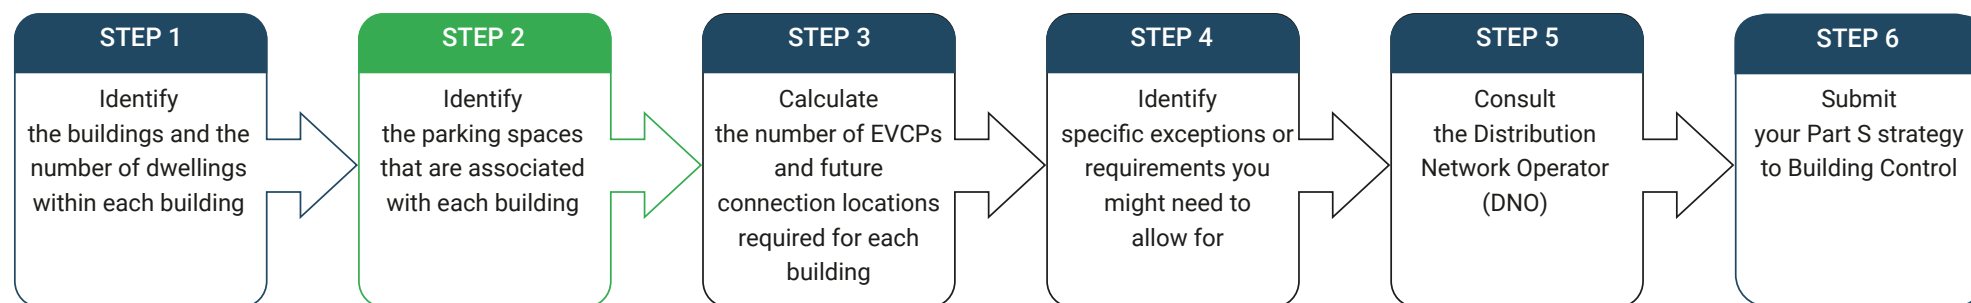 STEP 1
Identify
the buildings and the
number of dwellings
within each building
STEP 2
Identify
the parking spaces
that are associated
with each building
STEP 3
Calculate
the number of EVCPs
and future
connection locations
required for each
building
STEP 4
Identify
specific exceptions or
requirements you
might need to
allow for
STEP 5
Consult
the Distribution
Network Operator
(DNO)
STEP 6
Submit
your Part S strategy
to Building Control